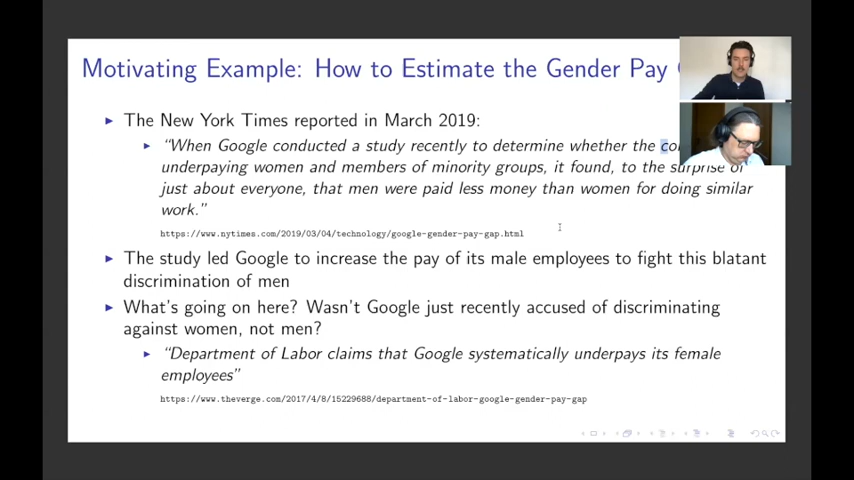 Motivating Example: How to Estimate the Gender Pay
The New York Times reported in March 2019:
“When Google conducted a study recently to determine whether the
underpaying women and members of minority groups, it found, to the surprise of
just about everyone, that men were paid less money than women for doing similar
work.”
https://www.nytimes.com/2019/03/04/technology/google-gender-pay-gap.html
The study led Google to increase the pay of its male employees to fight this blatant
discrimination of men
What's going on here? Wasn't Google just recently accused of discriminating
against women, not men?
“Department of Labor claims that Google systematically underpays its female
employees”
https://www.theverge.com/2017/4/8/15229688/department-of-labor-google-gender-pay-gap